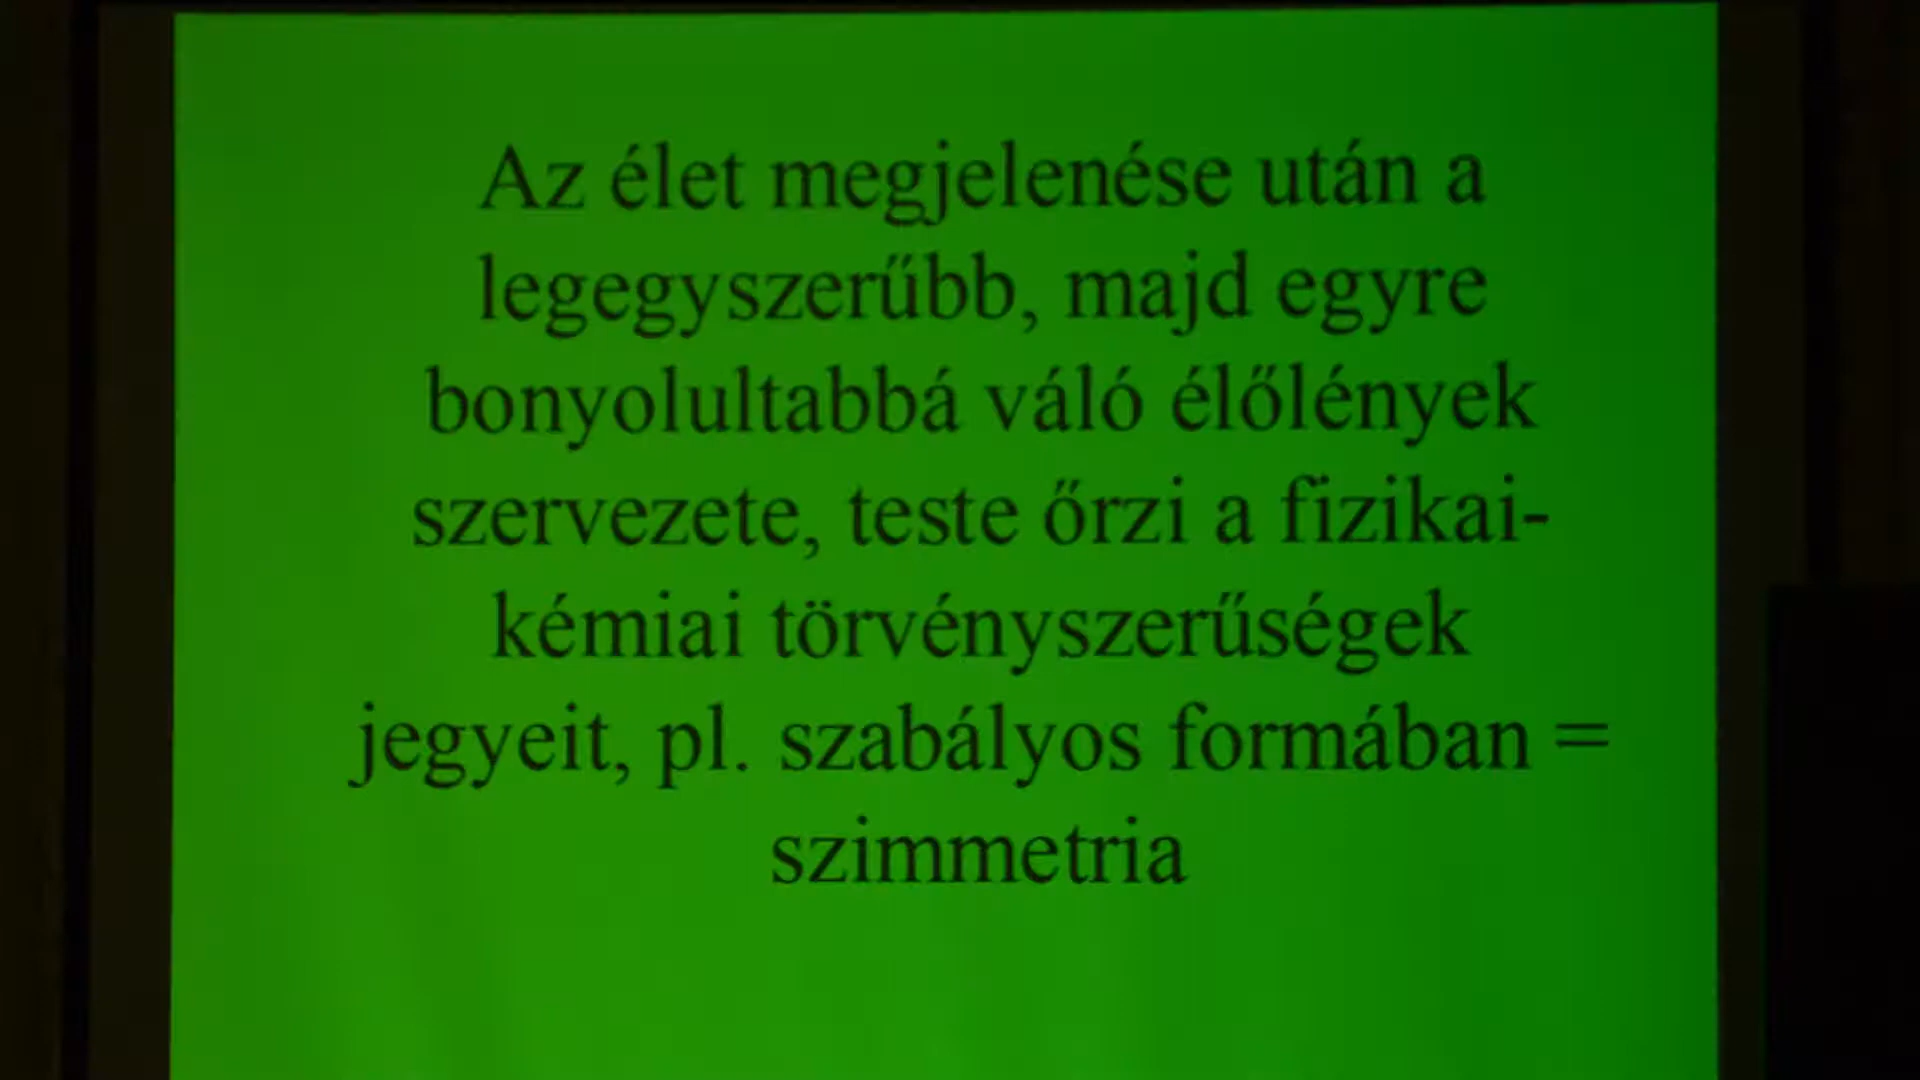 Az élet megjelenése után a
legegyszerűbb, majd egyre
bonyolultabbá váló élőlények
szervezete, teste őrzi a fizikai-
kémiai törvényszerűségek
jegyeit, pl. szabályos formában =
szimmetria